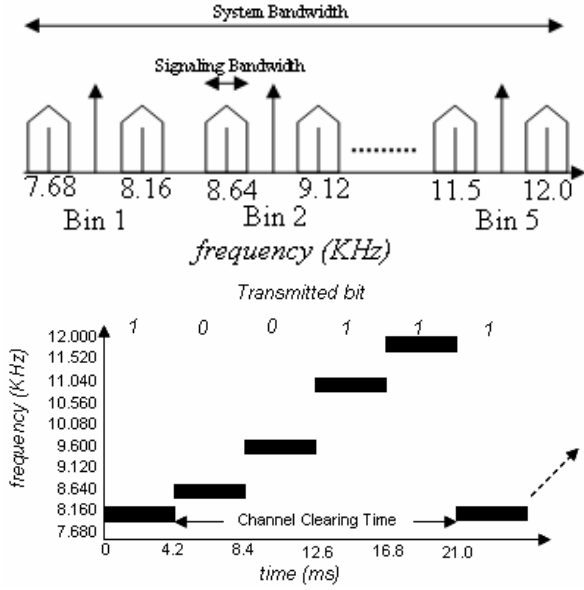 System Bandwidth
Signaling Bandwidth
7.68 8.16 8.64 9.12 11.5 12.0
Bin 1 Bin 2 Bin 5
frequency (KHz)
Transmitted bit
1 0 0 1 1 1
frequency (KHz)
12.000
11.520
11.040
10.560
10.080
9.600
9.120
8.640
8.160
7.680
Channel Clearing Time
0 4.2 8.4 12.6 16.8 21.0
time (ms)